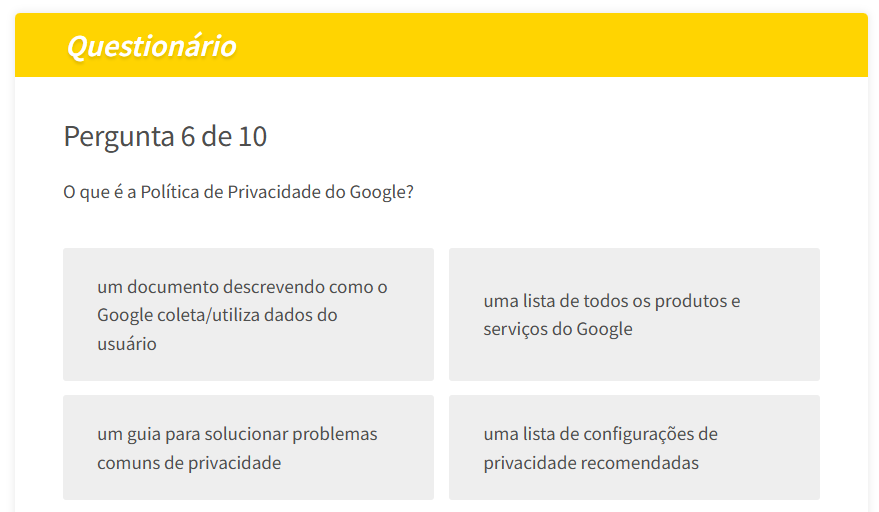 Questionário
Pergunta 6 de 10
O que é a Política de Privacidade do Google?
um documento descrevendo como o
Google coleta/utiliza dados do
usuário
uma lista de todos os produtos e
serviços do Google
um guia para solucionar problemas
comuns de privacidade
uma lista de configurações de
privacidade recomendadas